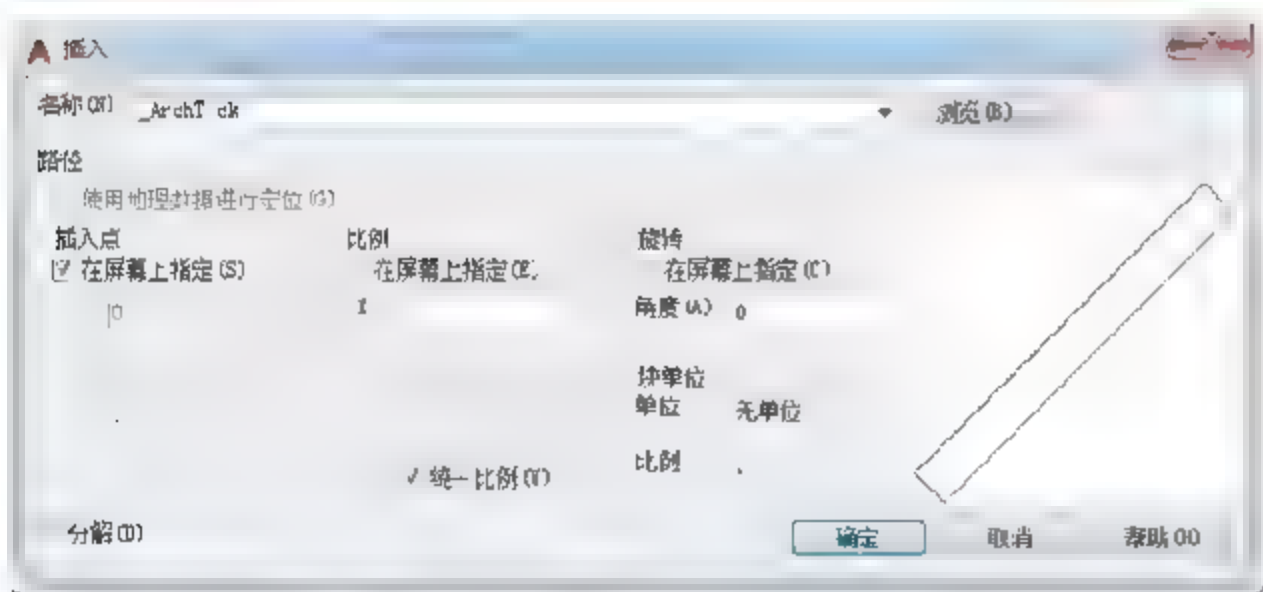 插入
名称(N) _ArchT ck 浏览(B)
路径
使用地理数据进行定位(G)
插入点 比例 旋转
在屏幕上指定(S) 在屏幕上指定(E) 在屏幕上指定(C)
0 角度(A) 0
块单位
单位 无单位
比例
统一比例(U)
分解(D) 确定 取消 帮助(H)